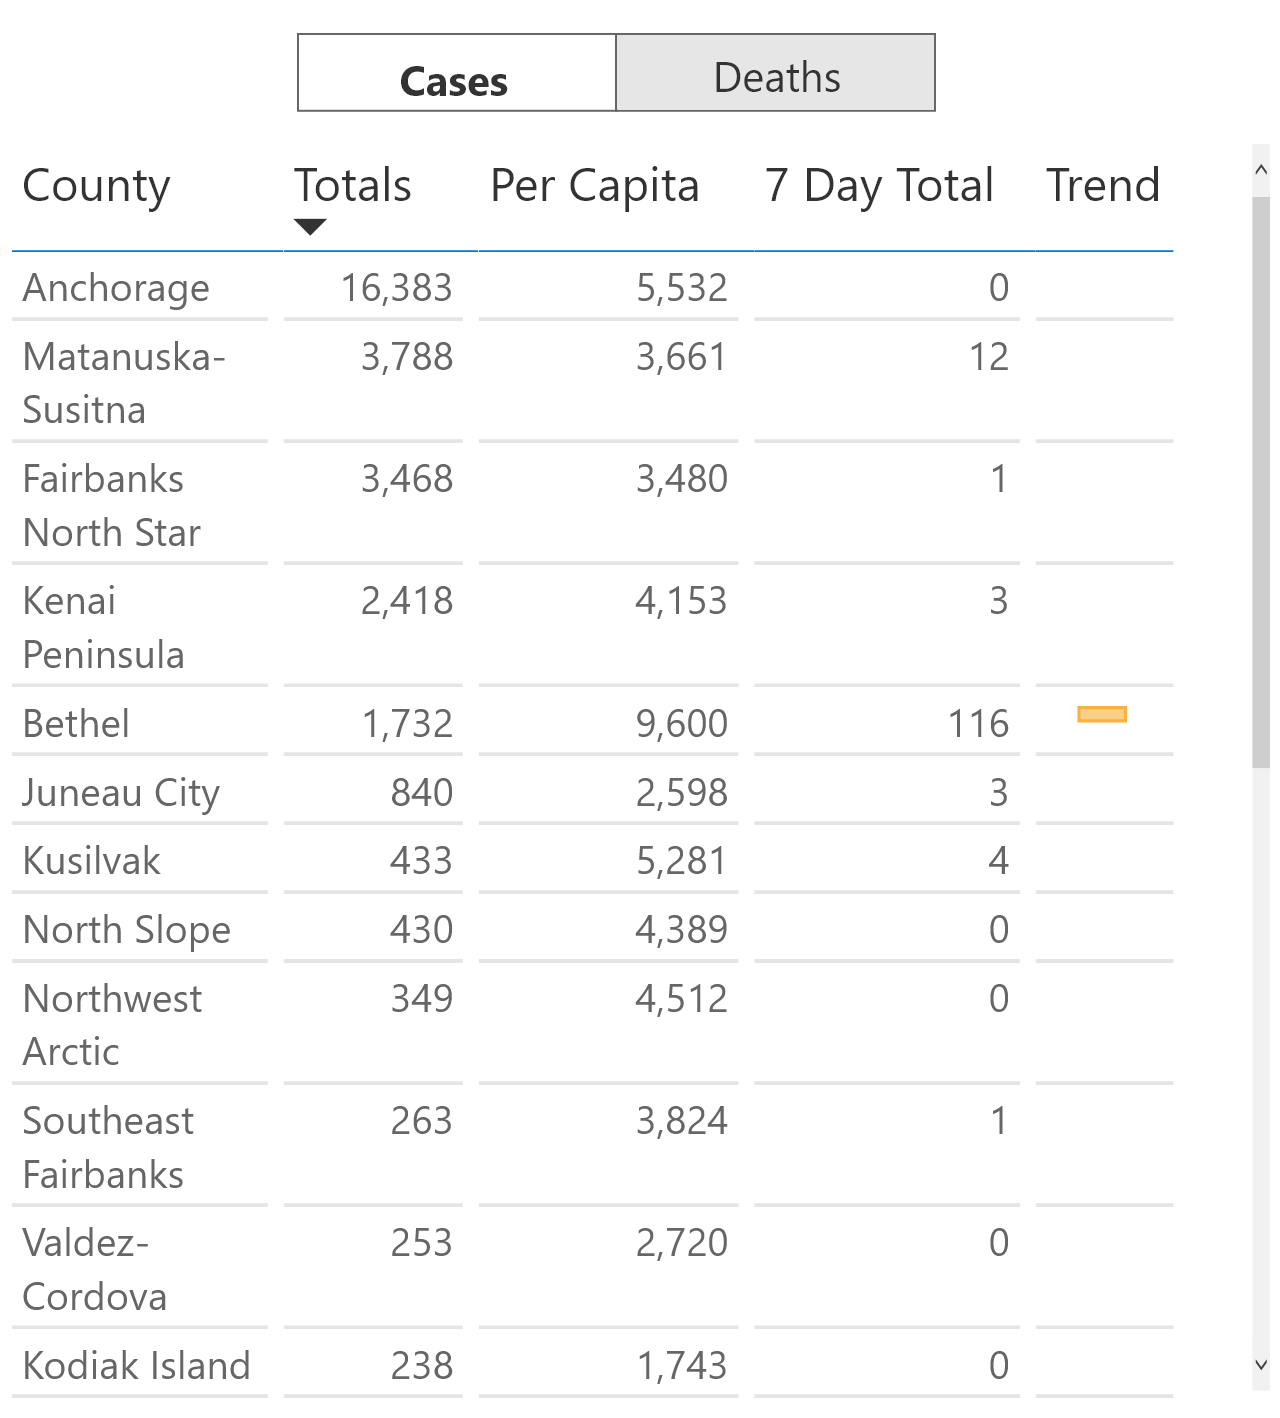 Cases Deaths
County Totals Per Capita 7 Day Total Trend
Anchorage 16,383 5,532 0
Matanuska- 3,788 3,661 12
Susitna
Fairbanks 3,468 3,480 1
North Star
Kenai 2,418 4,153 3
Peninsula
Bethel 1,732 9,600 116
Juneau City 840 2,598 3
Kusilvak 433 5,281 4
North Slope 430 4,389 0
Northwest 349 4,512 0
Arctic
Southeast 263 3,824 1
Fairbanks
Valdez- 253 2,720 0
Cordova
Kodiak Island 238 1,743 0